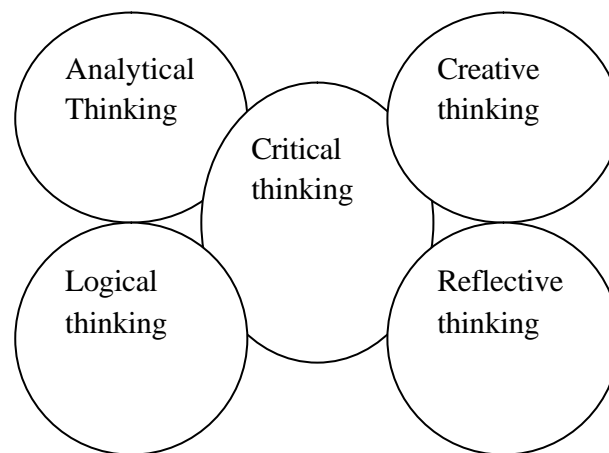 Analytical
Thinking
Creative
thinking
Critical
thinking
Logical
thinking
Reflective
thinking